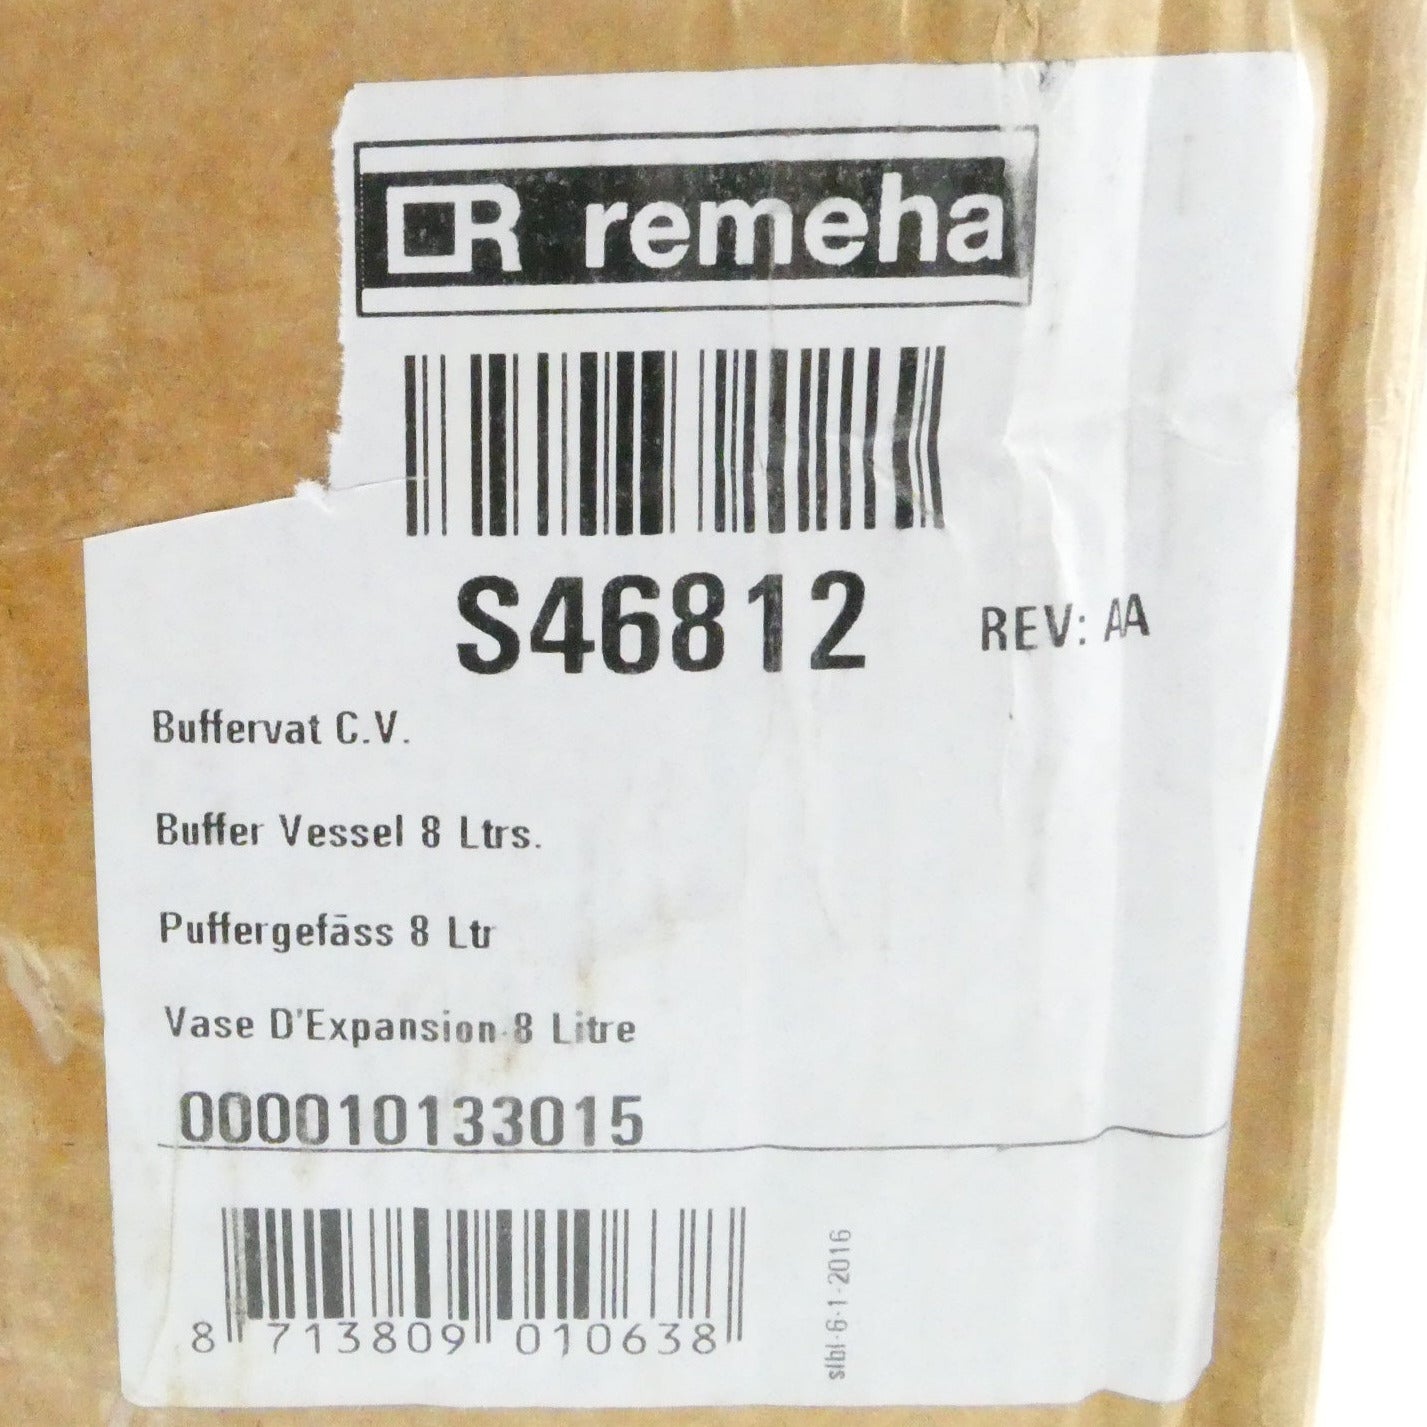 R remeha
S46812 REV: AA
Buffervat C.V.
Buffer Vessel 8 Ltrs.
Puffergefäss 8 Ltr
Vase D'Expansion 8 Litre
000010133015
8 713809 010638
slbl-6-1-2016